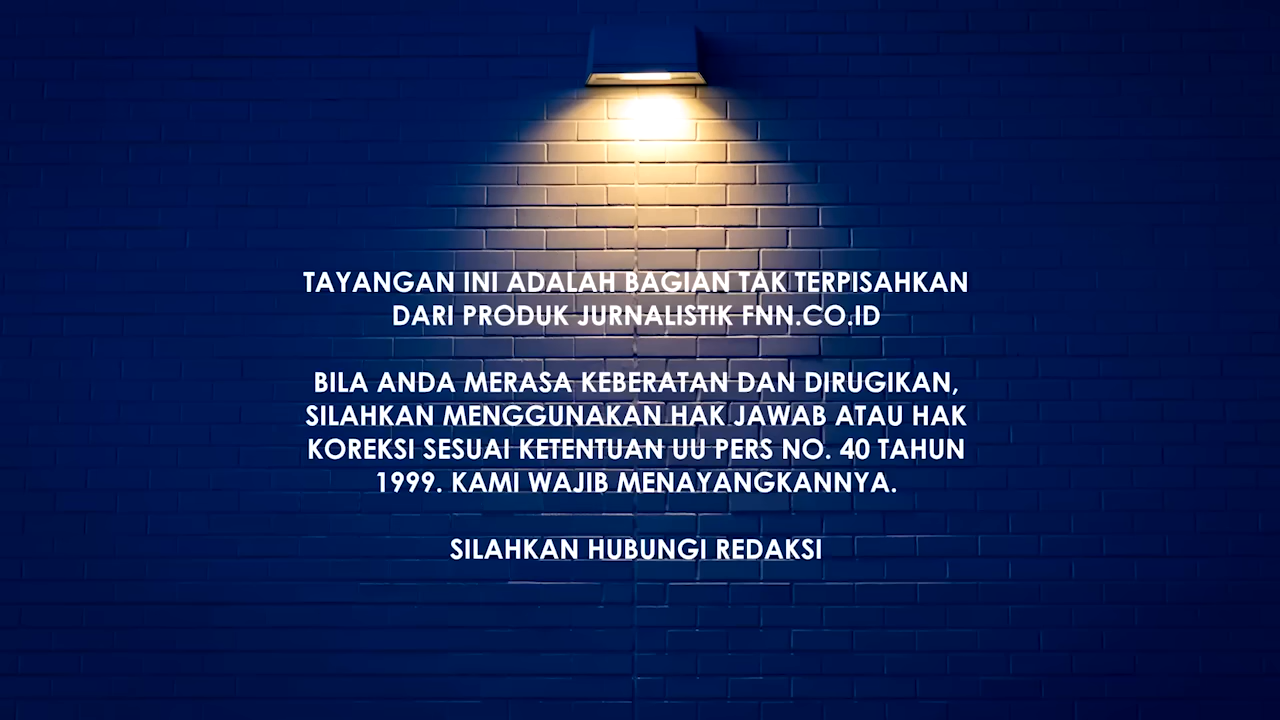 TAYANGAN INI ADALAH BAGIAN TAK TERPISAHKAN
DARI PRODUK JURNALISTIK FNN.CO.ID
BILA ANDA MERASA KEBERATAN DAN DIRUGIKAN,
SILAHKAN MENGGUNAKAN HAK JAWAB ATAU HAK
KOREKSI SESUAI KETENTUAN UU PERS NO. 40 TAHUN
1999. KAMI WAJIB MENAYANGKANNYA.
SILAHKAN HUBUNGI REDAKSI